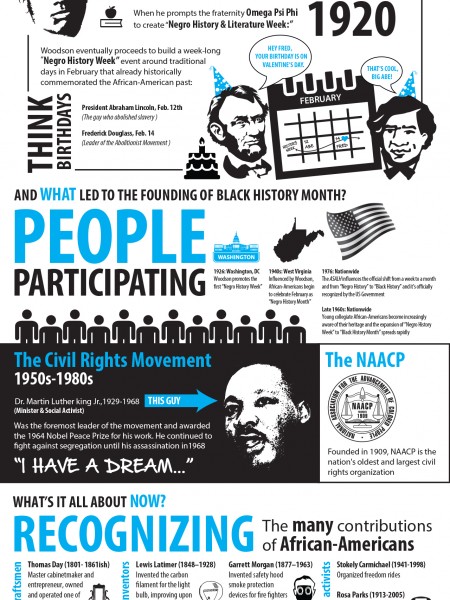 When he prompts the fraternity Omega Psi Phi
to create "Negro History & Literature Week:"
1920
Woodson eventually proceeds to build a week-long
"Negro History Week" event around traditional
days in February that already historically
commemorated the African-American past:
HEY FRED,
YOUR BIRTHDAY IS ON
VALENTINE'S DAY.
THAT'S COOL,
BIG ABE!
THINK
BIRTHDAYS
President Abraham Lincoln, Feb. 12th
(The guy who abolished slavery )
Frederick Douglass, Feb. 14
(Leader of the Abolitionist Movement )
FEBRUARY
AND WHAT LED TO THE FOUNDING OF BLACK HISTORY MONTH?
PEOPLE
PARTICIPATING
WASHINGTON
1926: Washington, DC
Woodson promotes the
first "Negro History Week"
1940s: West Virginia
Influenced by Woodson,
African-Americans begin
to celebrate February as
"Negro History Month"
1976: Nationwide
The ASALH influences the official shift from a week to a month
and from "Negro History" to "Black History" and it's officially
recognized by the US Government
Late 1960s: Nationwide
Young collegiate African-Americans become increasingly
aware of their heritage and the expansion of "Negro History
Week" to "Black History Month" spreads rapidly
The Civil Rights Movement
1950s-1980s
Dr. Martin Luther king Jr.,1929-1968
(Minister & Social Activist)
THIS GUY
Was the foremost leader of the movement and awarded
the 1964 Nobel Peace Prize for his work. He continued to
fight against segregation until his assassination in 1968
"I HAVE A DREAM..."
The NAACP
NATIONAL ASSOCIATION FOR THE ADVANCEMENT OF COLORED PEOPLE
NAACP
1909
Founded in 1909, NAACP is the
nation's oldest and largest civil
rights organization
WHAT'S IT ALL ABOUT NOW?
RECOGNIZING
The many contributions
of African-Americans
Thomas Day (1801- 1861ish)
Master cabinetmaker and
entrepreneur, owned
and operated one of
inventors
Lewis Latimer (1848–1928)
Invented the carbon
filament for the light
bulb, improving upon
Garrett Morgan (1877–1963)
Invented safety hood
smoke protection
devices for fire fighters
activists
Stokely Carmichael (1941-1998)
Organized freedom rides
Rosa Parks (1913-2005)